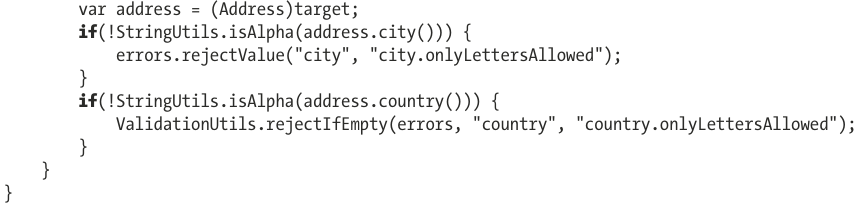 var address = (Address)target;
        if(!StringUtils.isAlpha(address.city())) {
            errors.rejectValue("city", "city.onlyLettersAllowed");
        }
        if(!StringUtils.isAlpha(address.country())) {
            ValidationUtils.rejectIfEmpty(errors, "country", "country.onlyLettersAllowed");
        }
    }
}